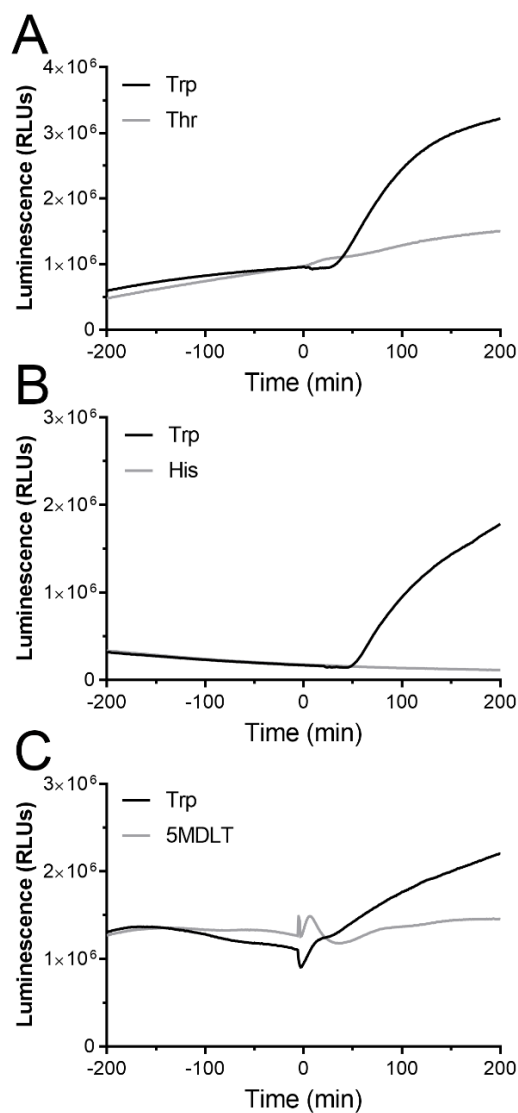 A
Luminescence (RLUs)
4×10⁶
3×10⁶
2×10⁶
1×10⁶
0
Trp
Thr
-200 -100 0 100 200
Time (min)
B
Luminescence (RLUs)
3×10⁶
2×10⁶
1×10⁶
0
Trp
His
-200 -100 0 100 200
Time (min)
C
Luminescence (RLUs)
3×10⁶
2×10⁶
1×10⁶
0
Trp
5MDLT
-200 -100 0 100 200
Time (min)